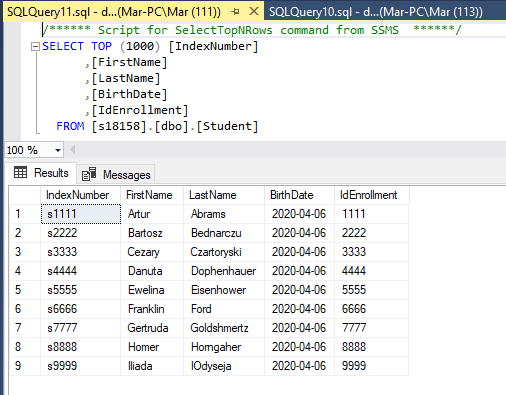 SQLQuery11.sql - d...(Mar-PC\Mar (111)) SQLQuery10.sql - d...(Mar-PC\Mar (113))
/****** Script for SelectTopNRows command from SSMS ******/
SELECT TOP (1000) [IndexNumber]
,[FirstName]
,[LastName]
,[BirthDate]
,[IdEnrollment]
FROM [s18158].[dbo].[Student]
100 %
Results Messages
IndexNumber FirstName LastName BirthDate IdEnrollment
1 s1111 Artur Abrams 2020-04-06 1111
2 s2222 Bartosz Bednarczu 2020-04-06 2222
3 s3333 Cezary Czartoryski 2020-04-06 3333
4 s4444 Danuta Dophenhauer 2020-04-06 4444
5 s5555 Ewelina Eisenhower 2020-04-06 5555
6 s6666 Franklin Ford 2020-04-06 6666
7 s7777 Gertruda Goldshmertz 2020-04-06 7777
8 s8888 Homer Horngaher 2020-04-06 8888
9 s9999 Iliada IOdyseja 2020-04-06 9999